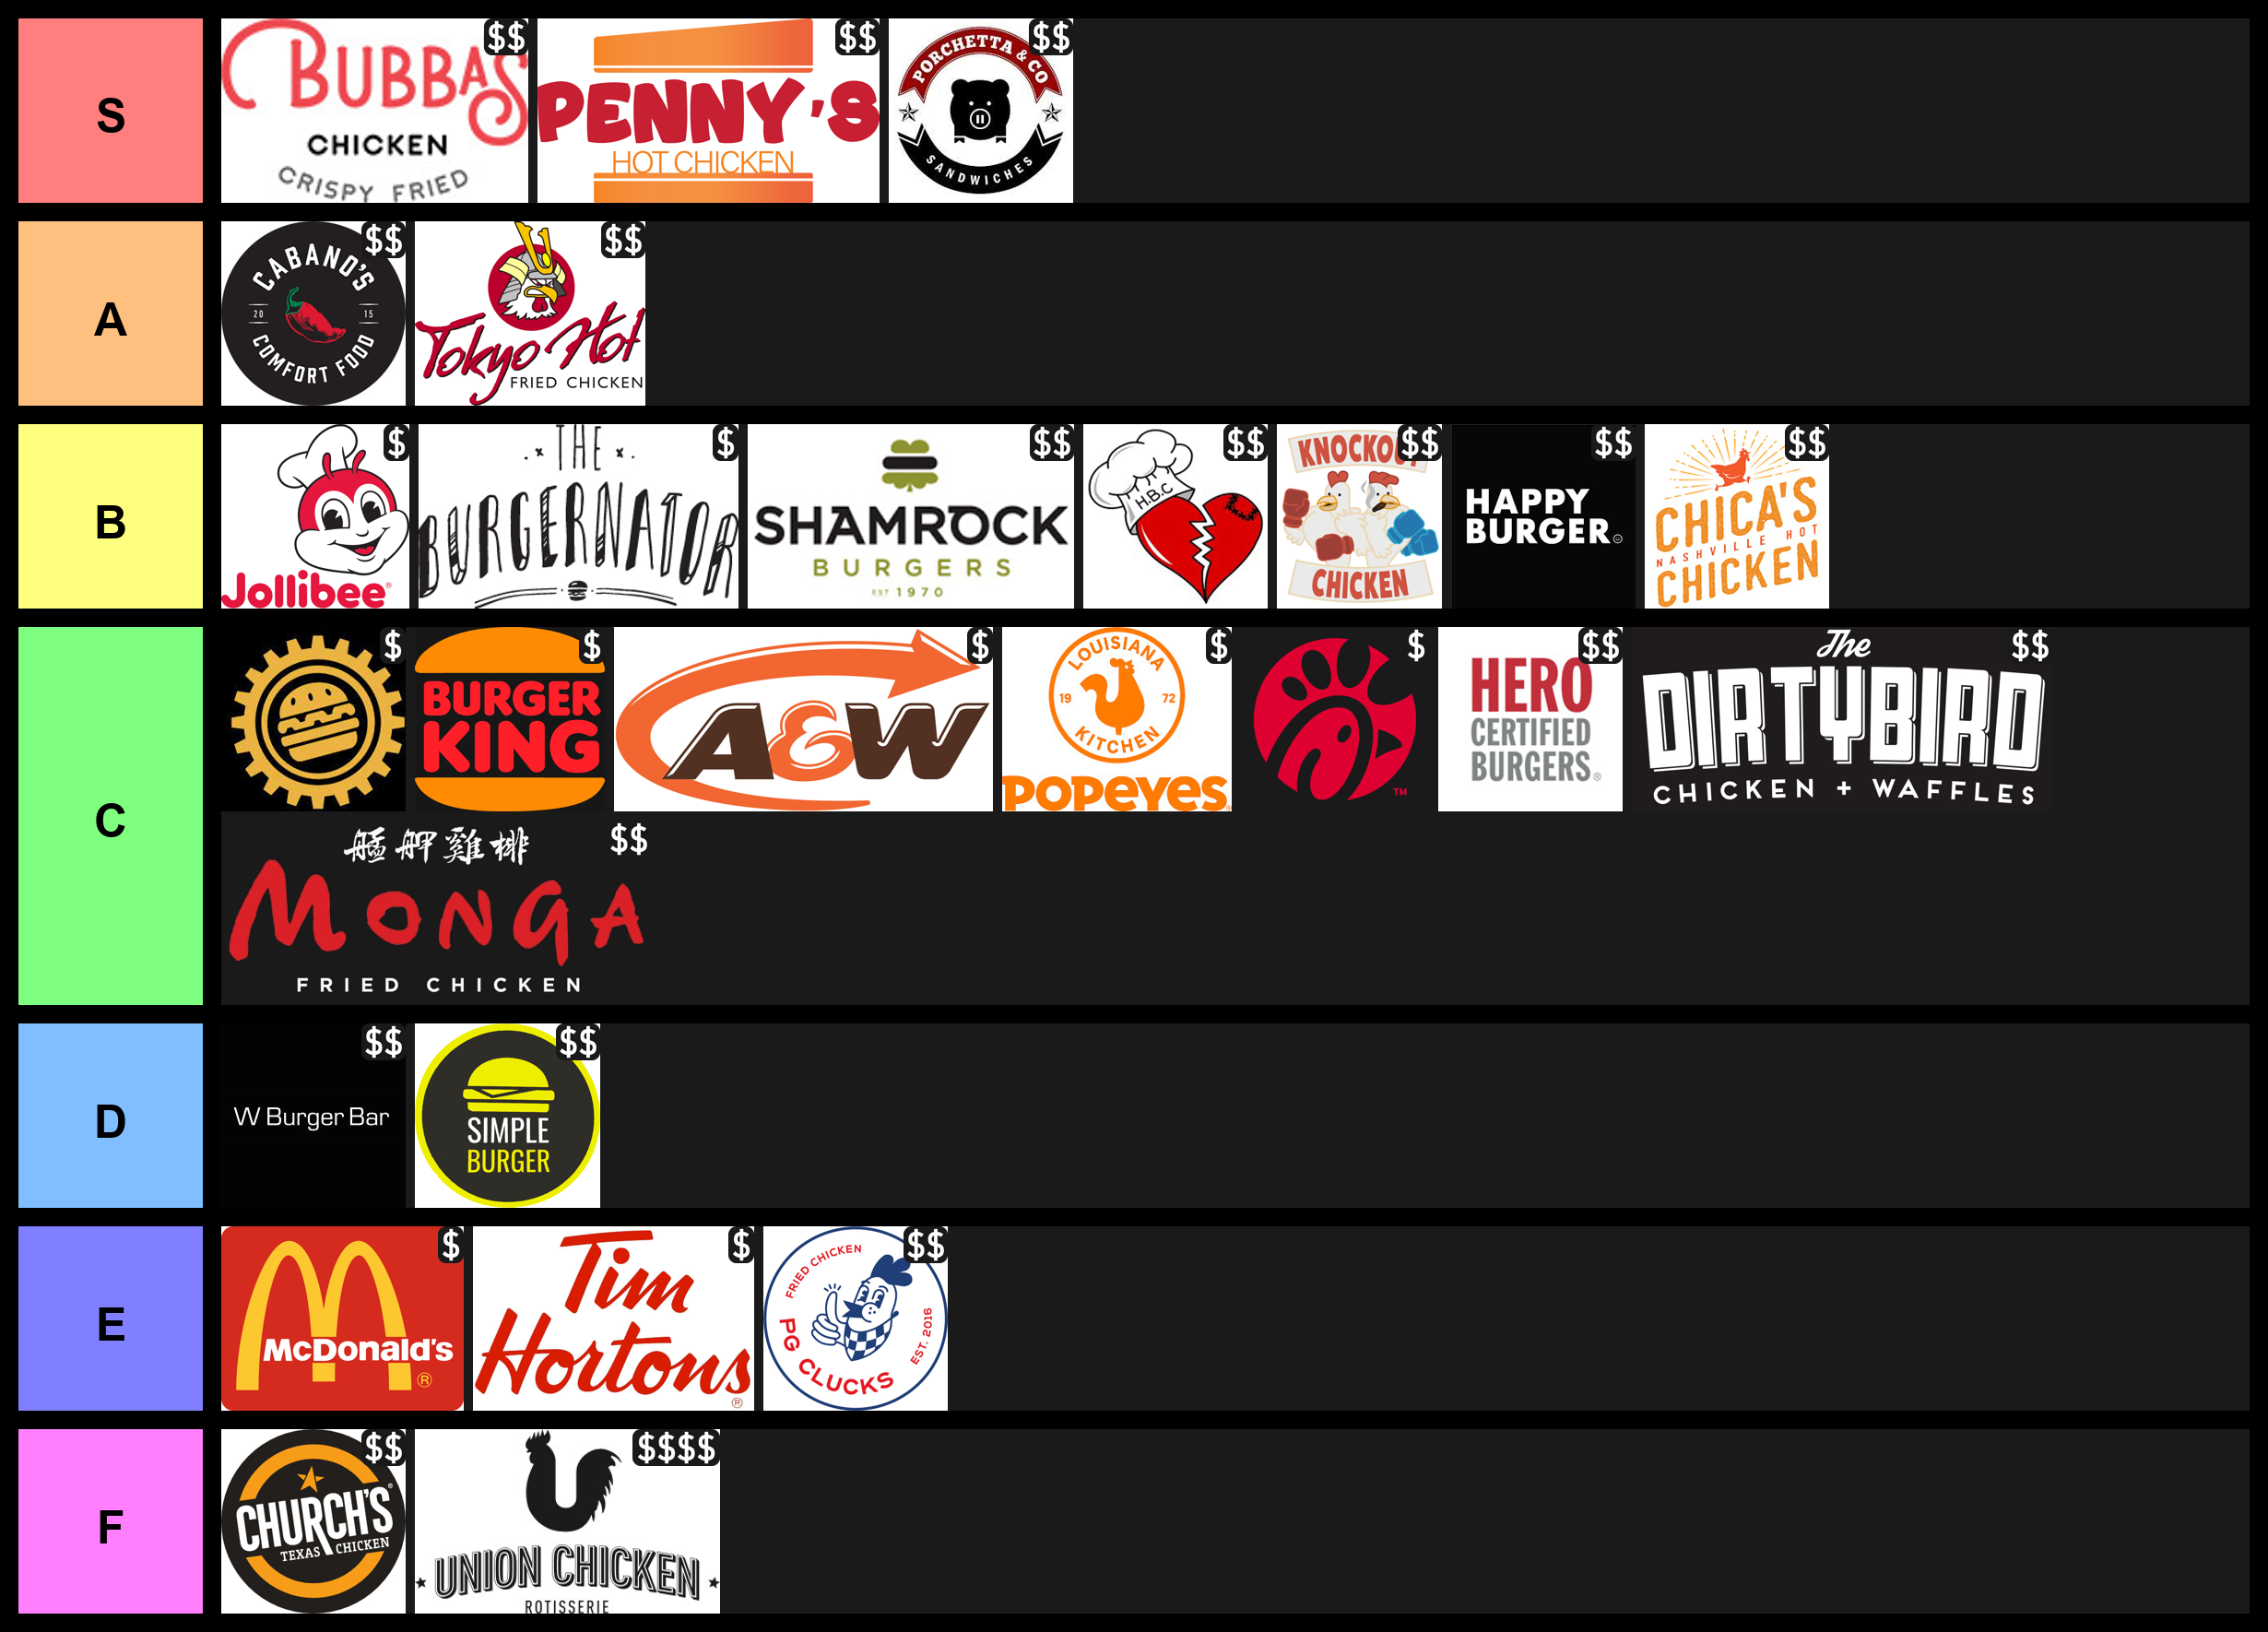 S
BUBBAS
CHICKEN
CRISPY FRIED
$$
PENNY'S
HOT CHICKEN
$$
PORCHETTA & CO
SANDWICHES
$$
A
CABANO'S
20 15
COMFORT FOOD
$$
Tokyo Hot
FRIED CHICKEN
$$
B
Jollibee®
$
THE
BURGERNATOR
$
SHAMROCK
BURGERS
EST 1970
$$
H.B.C
$$
KNOCKOUT
CHICKEN
$$
HAPPY
BURGER
$$
CHICA'S
NASHVILLE HOT
CHICKEN
$$
C
$
BURGER
KING
$
A&W
$
LOUISIANA
19 72
KITCHEN
POPEYES
$
TM
$
HERO
CERTIFIED
BURGERS®
$$
The
DIRTYBIRD
CHICKEN + WAFFLES
$$
艋舺雞排
MONGA
FRIED CHICKEN
$$
D
W Burger Bar
$$
SIMPLE
BURGER
$$
E
McDonald's
®
$
Tim
Hortons
®
$
FRIED CHICKEN
PG CLUCKS
EST. 2016
$$
F
CHURCH'S
TEXAS CHICKEN
$$
UNION CHICKEN
ROTISSERIE
$$$$